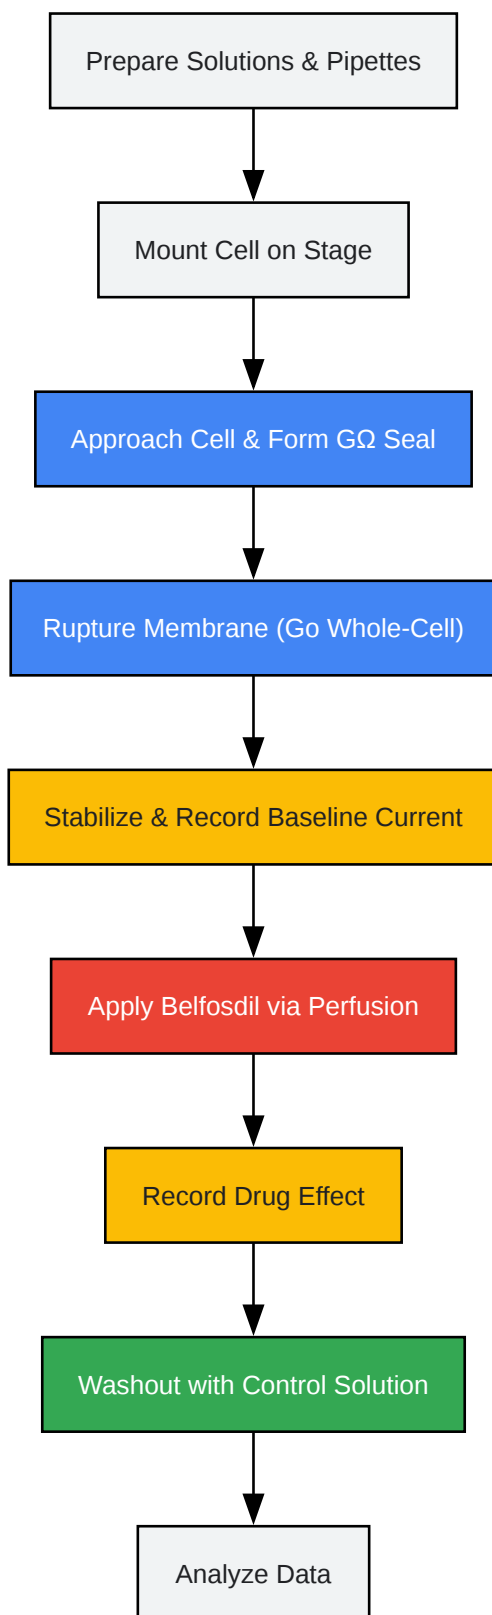 Prepare Solutions & Pipettes
Mount Cell on Stage
Approach Cell & Form GΩ Seal
Rupture Membrane (Go Whole-Cell)
Stabilize & Record Baseline Current
Apply Belfosdil via Perfusion
Record Drug Effect
Washout with Control Solution
Analyze Data